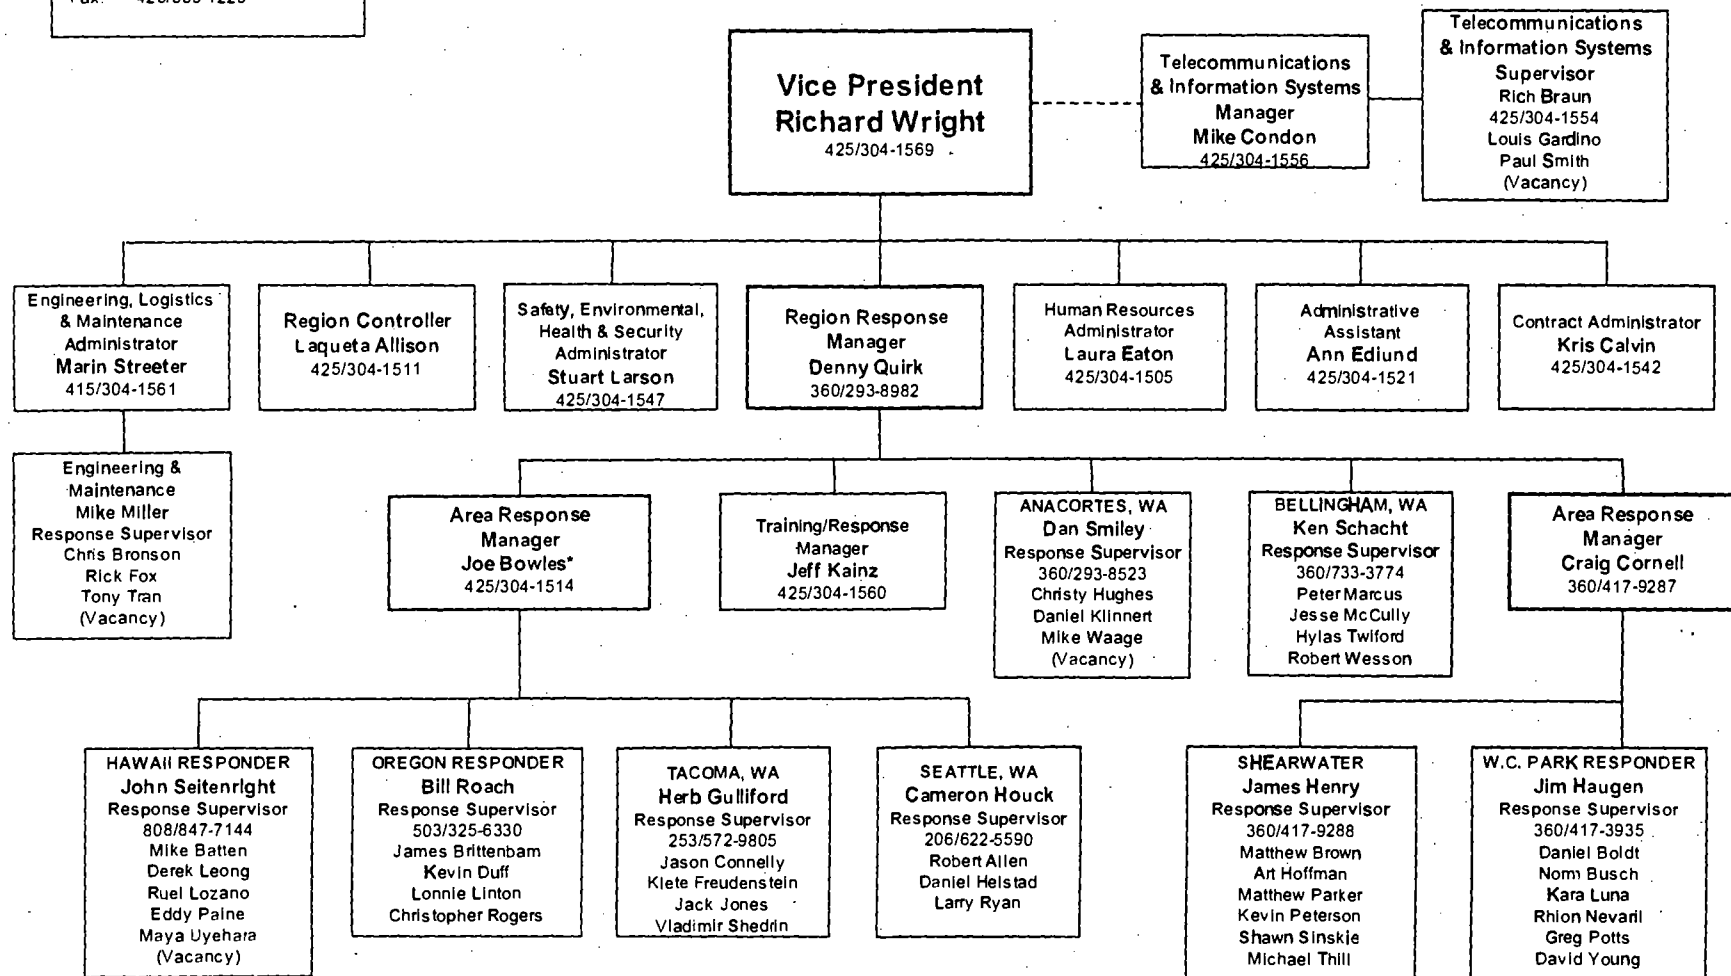 Vice President
Richard Wright
425/304-1569
Telecommunications
& Information Systems
Manager
Mike Condon
425/304-1556
Telecommunications
& Information Systems
Supervisor
Rich Braun
425/304-1554
Louis Gardino
Paul Smith
(Vacancy)
Engineering, Logistics
& Maintenance
Administrator
Marin Streeter
415/304-1561
Region Controller
Laqueta Allison
425/304-1511
Safety, Environmental,
Health & Security
Administrator
Stuart Larson
425/304-1547
Region Response
Manager
Denny Quirk
360/293-8982
Human Resources
Administrator
Laura Eaton
425/304-1505
Administrative
Assistant
Ann Edlund
425/304-1521
Contract Administrator
Kris Calvin
425/304-1542
Engineering &
Maintenance
Mike Miller
Response Supervisor
Chris Bronson
Rick Fox
Tony Tran
(Vacancy)
Area Response
Manager
Joe Bowles*
425/304-1514
Training/Response
Manager
Jeff Kainz
425/304-1560
ANACORTES, WA
Dan Smiley
Response Supervisor
360/293-8523
Christy Hughes
Daniel Klinnert
Mike Waage
(Vacancy)
BELLINGHAM, WA
Ken Schacht
Response Supervisor
360/733-3774
Peter Marcus
Jesse McCully
Hylas Twiford
Robert Wesson
Area Response
Manager
Craig Cornell
360/417-9287
HAWAII RESPONDER
John Seitenright
Response Supervisor
808/847-7144
Mike Batten
Derek Leong
Ruel Lozano
Eddy Paine
Maya Uyehara
(Vacancy)
OREGON RESPONDER
Bill Roach
Response Supervisor
503/325-6330
James Brittenbam
Kevin Duff
Lonnie Linton
Christopher Rogers
TACOMA, WA
Herb Gulliford
Response Supervisor
253/572-9805
Jason Connelly
Klete Freudenstein
Jack Jones
Vladimir Shedrin
SEATTLE, WA
Cameron Houck
Response Supervisor
206/622-5590
Robert Allen
Daniel Helstad
Larry Ryan
SHEARWATER
James Henry
Response Supervisor
360/417-9288
Matthew Brown
Art Hoffman
Matthew Parker
Kevin Peterson
Shawn Sinskie
Michael Thill
W.C. PARK RESPONDER
Jim Haugen
Response Supervisor
360/417-3935
Daniel Boldt
Norm Busch
Kara Luna
Rhion Nevaril
Greg Potts
David Young